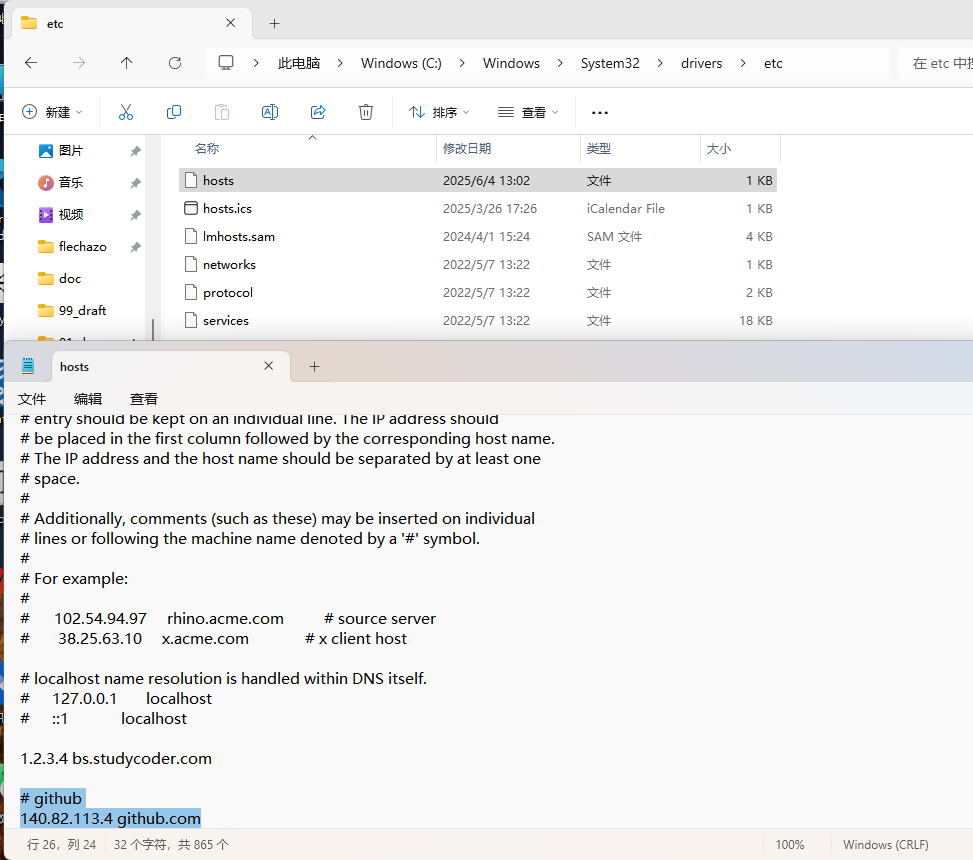 etc
此电脑 Windows (C:) Windows System32 drivers etc
新建 排序 查看
图片
音乐
视频
flechazo
doc
99_draft
名称 修改日期 类型 大小
hosts 2025/6/4 13:02 文件 1 KB
hosts.ics 2025/3/26 17:26 iCalendar File 1 KB
lmhosts.sam 2024/4/1 15:24 SAM 文件 4 KB
networks 2022/5/7 13:22 文件 1 KB
protocol 2022/5/7 13:22 文件 2 KB
services 2022/5/7 13:22 文件 18 KB
hosts
文件 编辑 查看
# entry should be kept on an individual line. The IP address should
# be placed in the first column followed by the corresponding host name.
# The IP address and the host name should be separated by at least one
# space.
#
# Additionally, comments (such as these) may be inserted on individual
# lines or following the machine name denoted by a '#' symbol.
#
# For example:
#
# 102.54.94.97 rhino.acme.com # source server
# 38.25.63.10 x.acme.com # x client host
# localhost name resolution is handled within DNS itself.
# 127.0.0.1 localhost
# ::1 localhost
1.2.3.4 bs.studycoder.com
# github
140.82.113.4 github.com
行 26，列 24 32 个字符，共 865 个 100% Windows (CRLF)